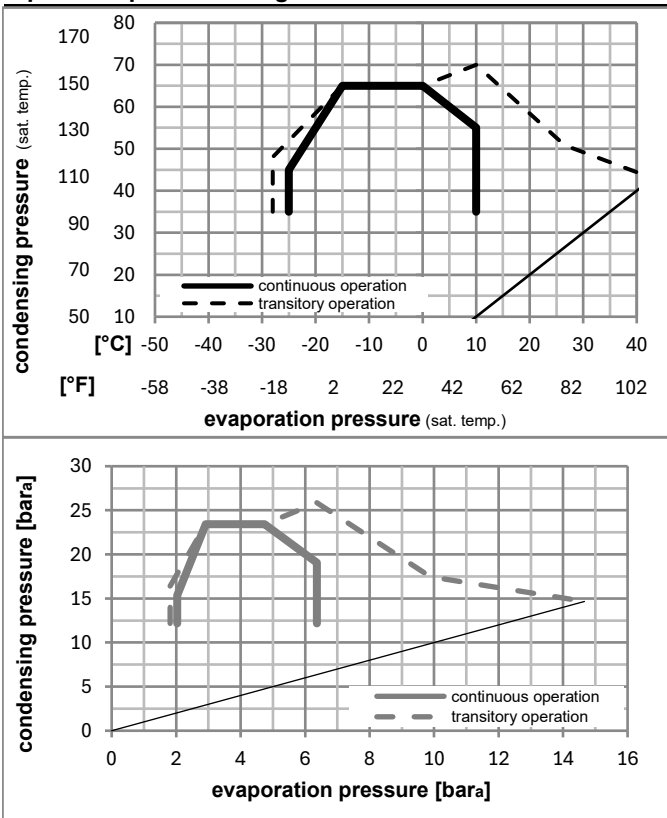 170 80
150 70
130 60
50
110 40
90 30
70 20
50 10
condensing pressure (sat. temp.)
continuous operation
transitory operation
[°C] -50 -40 -30 -20 -10 0 10 20 30 40
[°F] -58 -38 -18 2 22 42 62 82 102
evaporation pressure (sat. temp.)
30
25
20
15
10
5
0
condensing pressure [bara]
continuous operation
transitory operation
0 2 4 6 8 10 12 14 16
evaporation pressure [bara]